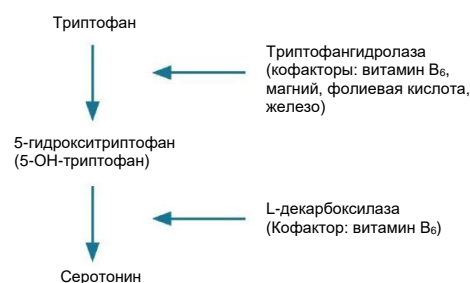 Триптофан
Триптофангидролаза
(кофакторы: витамин B₆,
магний, фолиевая кислота,
железо)
5-гидрокситриптофан
(5-ОН-триптофан)
L-декарбоксилаза
(Кофактор: витамин B₆)
Серотонин